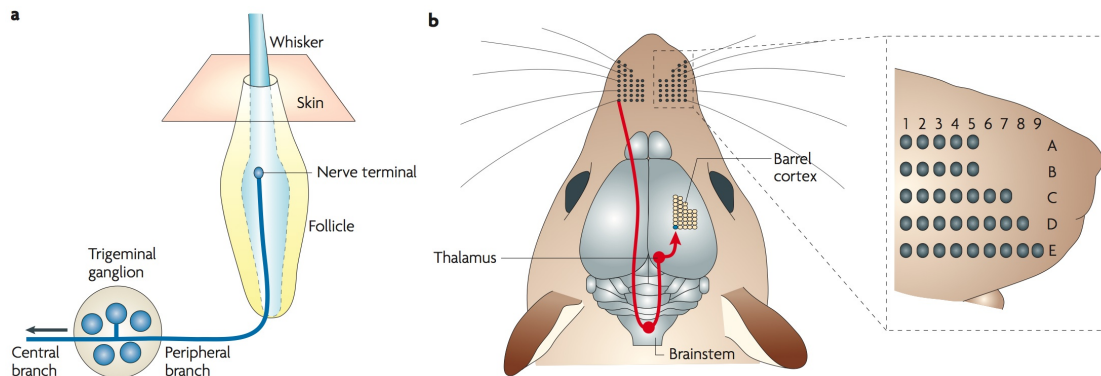 a
Whisker
Skin
Nerve terminal
Follicle
Trigeminal
ganglion
Central
branch
Peripheral
branch
b
Barrel
cortex
Thalamus
Brainstem
1 2 3 4 5 6 7 8 9
A
B
C
D
E